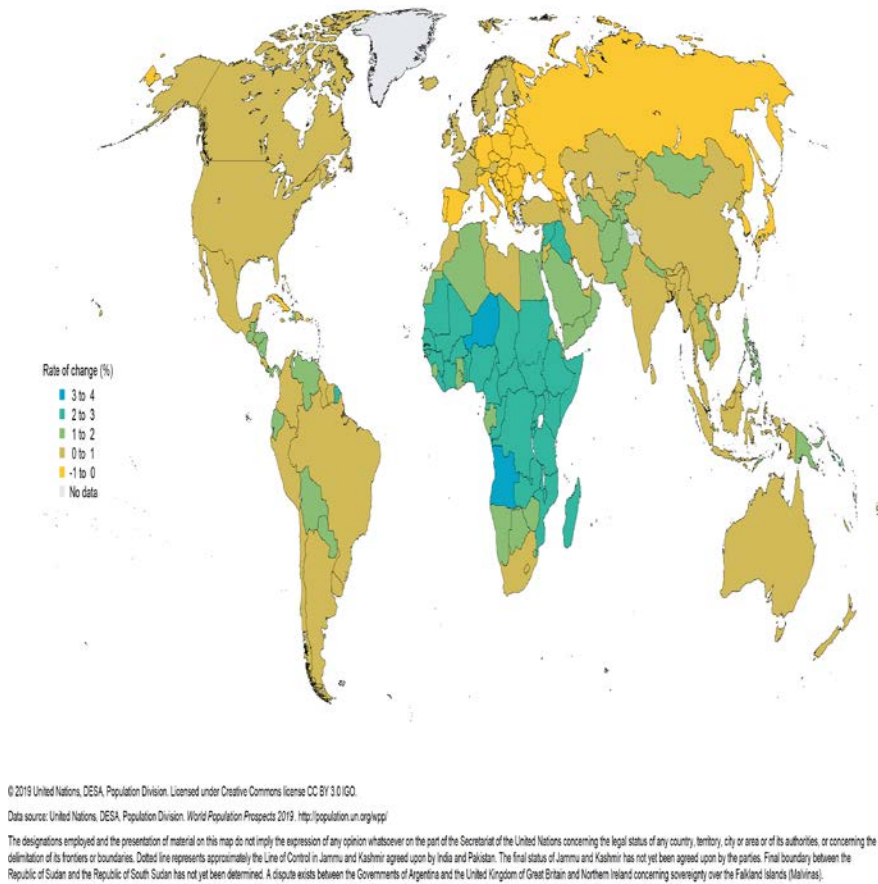 Rate of change (%)
3 to 4
2 to 3
1 to 2
0 to 1
-1 to 0
No data
© 2019 United Nations, DESA, Population Division. Licensed under Creative Commons license CC BY 3.0 IGO.
Data source: United Nations, DESA, Population Division. World Population Prospects 2019. http://population.un.org/wpp/
The designations employed and the presentation of material on this map do not imply the expression of any opinion whatsoever on the part of the Secretariat of the United Nations concerning the legal status of any country, territory, city or area or of its authorities, or concerning the
delimitation of its frontiers or boundaries. Dotted line represents approximately the Line of Control in Jammu and Kashmir agreed upon by India and Pakistan. The final status of Jammu and Kashmir has not yet been agreed upon by the parties. Final boundary between the
Republic of Sudan and the Republic of South Sudan has not yet been determined. A dispute exists between the Governments of Argentina and the United Kingdom of Great Britain and Northern Ireland concerning sovereignty over the Falkland Islands (Malvinas).